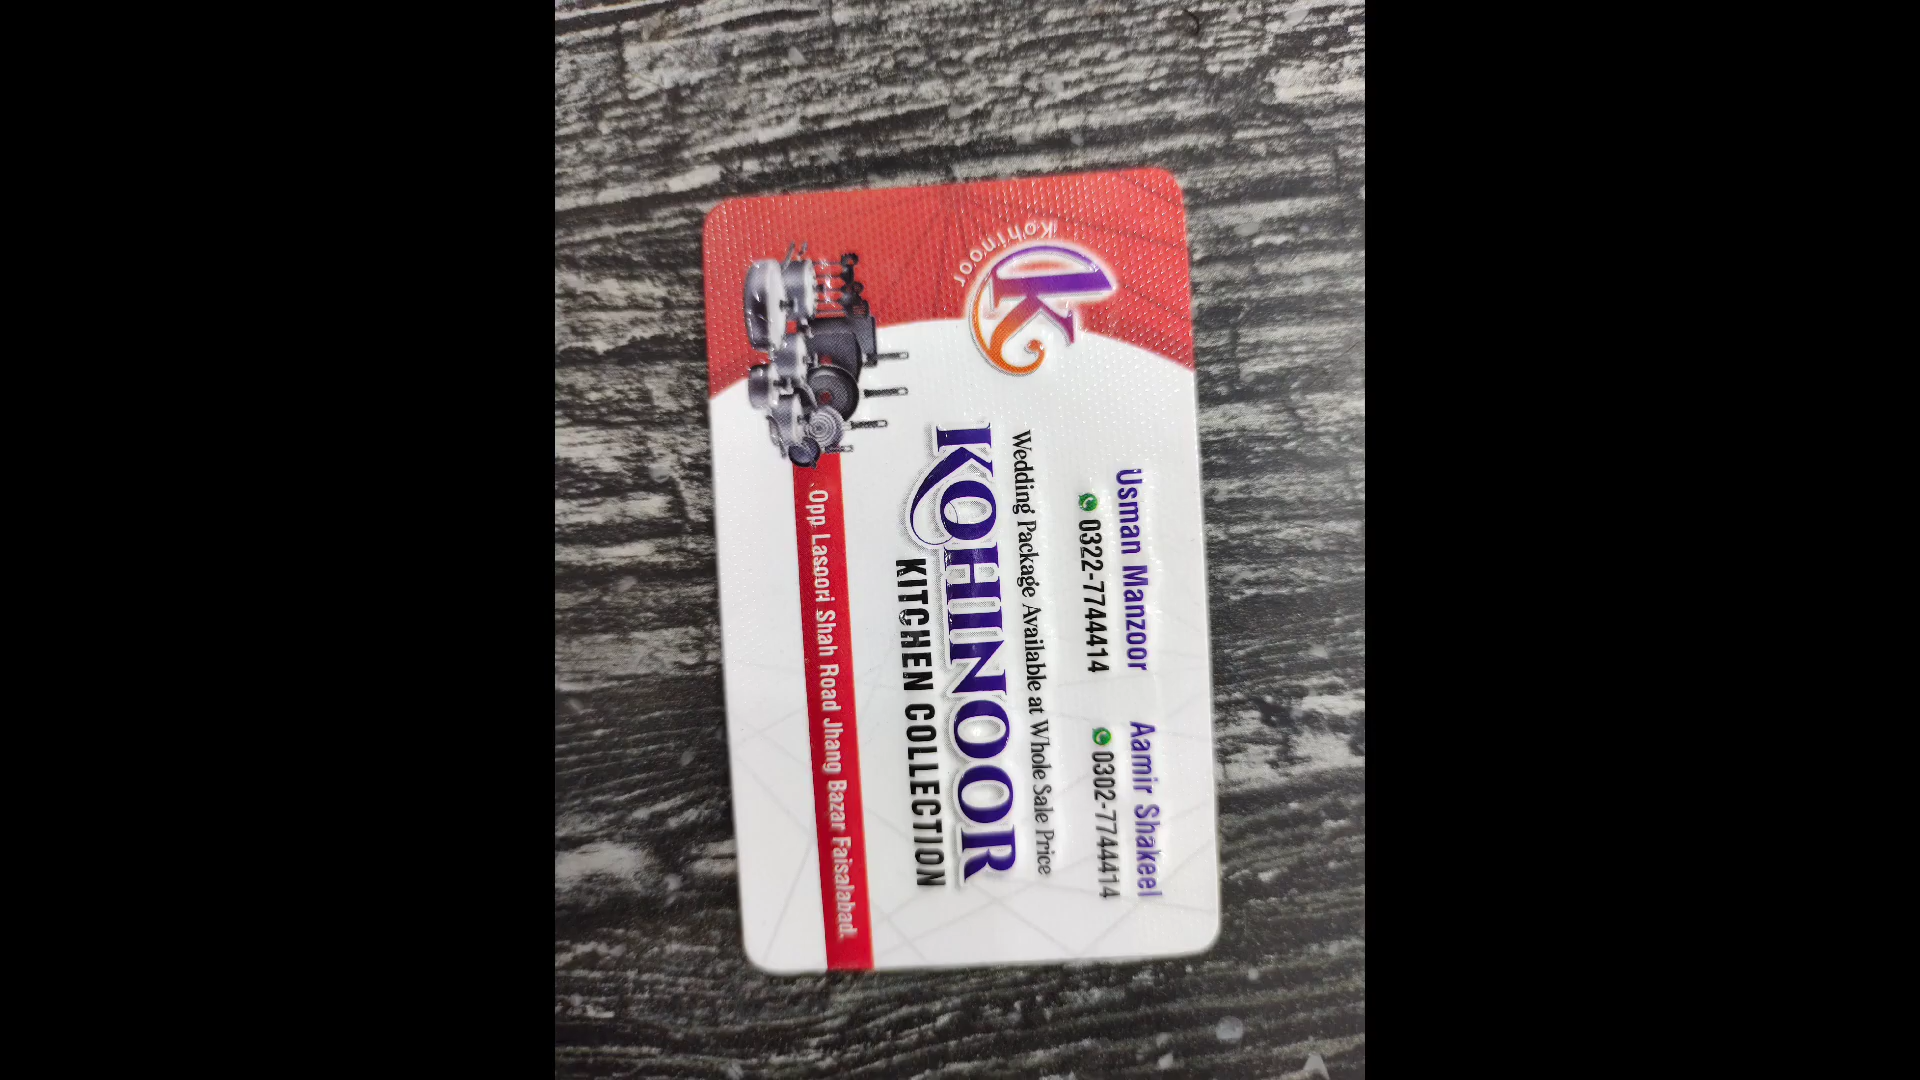 Usman Manzoor
0322-7744414
Aamir Shakeel
0302-7744414
Kohinoor
K
Wedding Package Available at Whole Sale Price
KOHINOOR
KITCHEN COLLECTION
Opp Lasoori Shah Road Jhang Bazar Faisalabad.